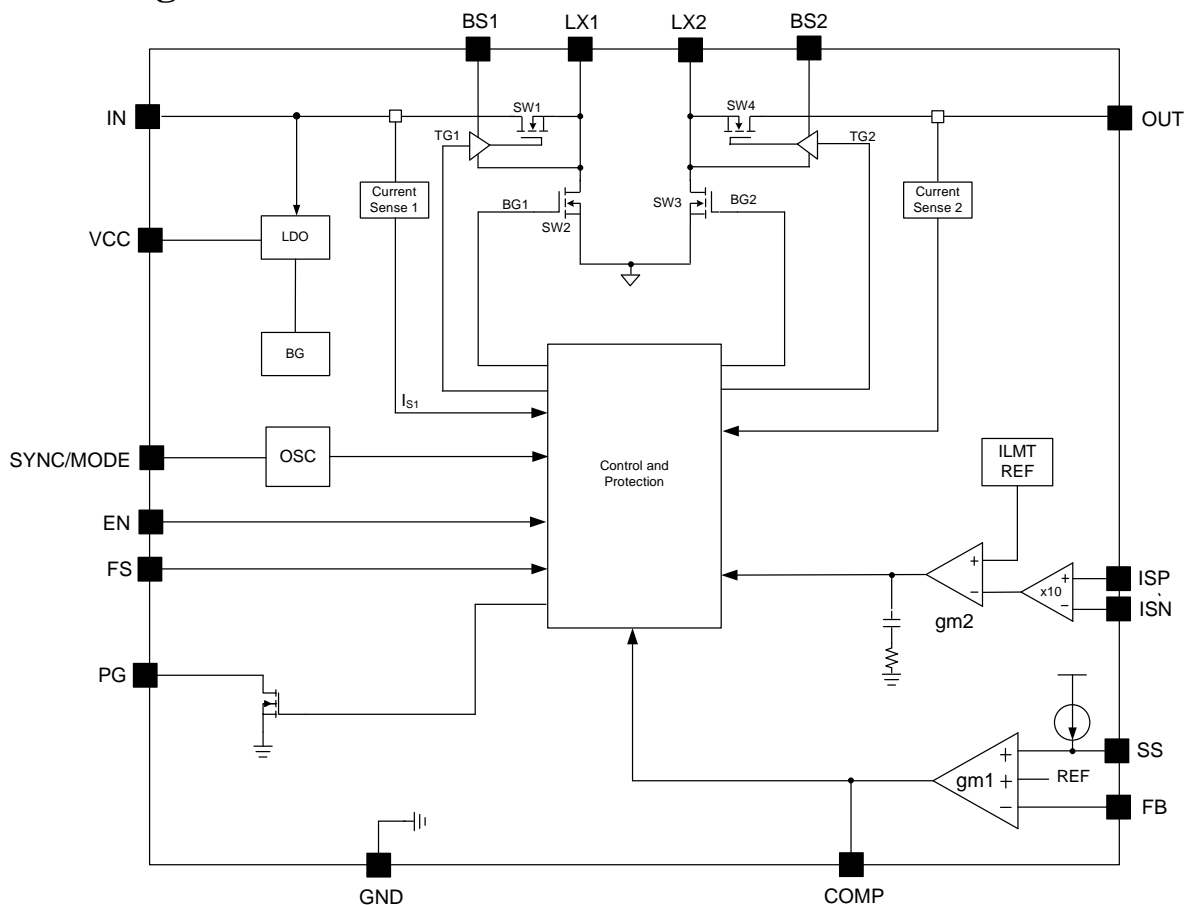 BS1
LX1
LX2
BS2
IN
OUT
SW1
SW4
TG1
TG2
Current
Sense 1
Current
Sense 2
BG1
SW2
SW3
BG2
VCC
LDO
BG
IS1
SYNC/MODE
OSC
Control and
Protection
ILMT
REF
EN
FS
+
−
gm2
x10
+
−
ISP
ISN
PG
SS
gm1
+
+
−
REF
FB
GND
COMP